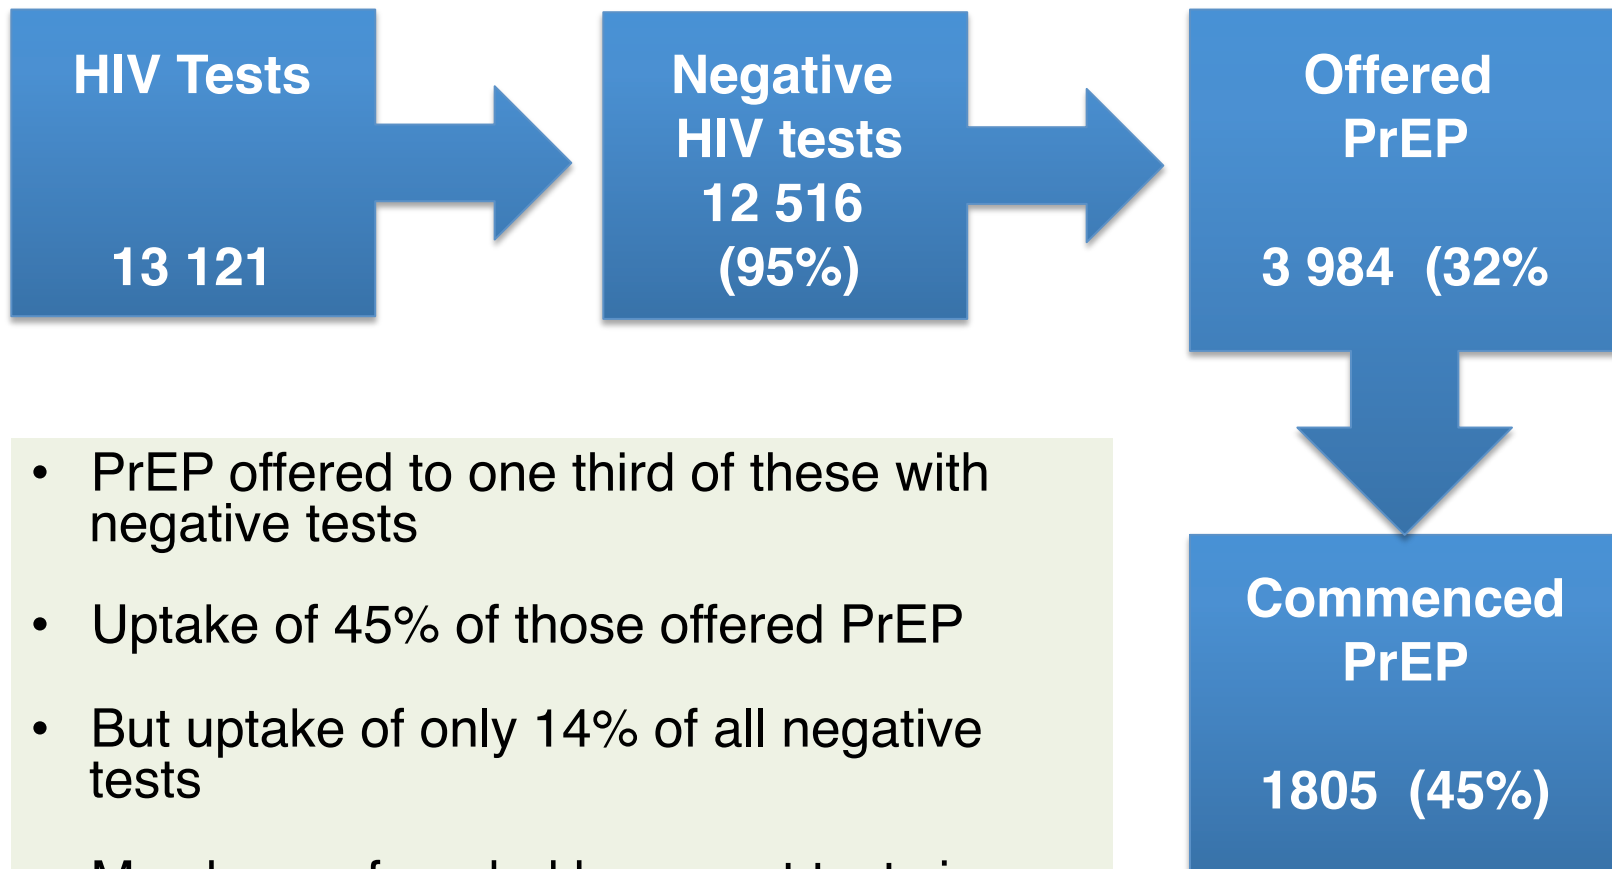 HIV Tests
13 121
Negative
HIV tests
12 516
(95%)
Offered
PrEP
3 984 (32%
Commenced
PrEP
1805 (45%)
• PrEP offered to one third of these with
negative tests
• Uptake of 45% of those offered PrEP
• But uptake of only 14% of all negative
tests